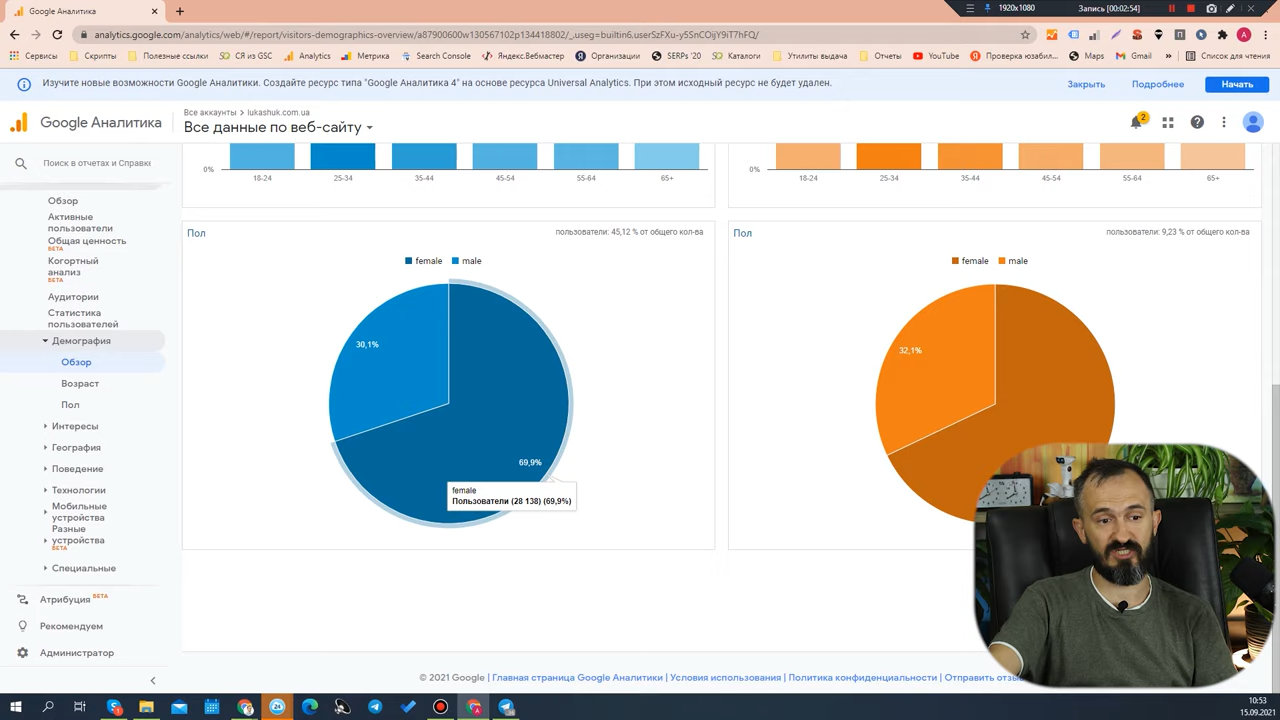 Google Аналитика
1920x1080
Запись [00:02:54]
analytics.google.com/analytics/web/#/report/visitors-demographics-overview/a87900600w130567102p134418802/_.useg=builtin6,userSzFXu-y5SnCOijY9iT7hFQ/
Сервисы
Скрипты
Полезные ссылки
СЯ из GSC
Analytics
Метрика
Search Console
Яндекс.Вебмастер
Организации
SERPs '20
Каталоги
Утилиты выдача
Отчеты
YouTube
Проверка юзабил...
Maps
Gmail
Список для чтения
Изучите новые возможности Google Аналитики. Создайте ресурс типа "Google Аналитика 4" на основе ресурса Universal Analytics. При этом исходный ресурс не будет удален.
Закрыть
Подробнее
Начать
Google Аналитика
Все аккаунты > lukashuk.com.ua
Все данные по веб-сайту
2
Поиск в отчетах и Справке
Обзор
Активные
пользователи
Общая ценность
BETA
Когортный
анализ
BETA
Аудитории
Статистика
пользователей
Демография
Обзор
Возраст
Пол
Интересы
География
Поведение
Технологии
Мобильные
устройства
Разные
устройства
BETA
Специальные
Атрибуция BETA
Рекомендуем
Администратор
0%
18-24 25-34 35-44 45-54 55-64 65+
0%
18-24 25-34 35-44 45-54 55-64 65+
Пол
пользователи: 45,12 % от общего кол-ва
female male
30,1%
69,9%
female
Пользователи (28 138) (69,9%)
Пол
пользователи: 9,23 % от общего кол-ва
female male
32,1%
© 2021 Google | Главная страница Google Аналитики | Условия использования | Политика конфиденциальности | Отправить отзыв
24
10:53
15.09.2021